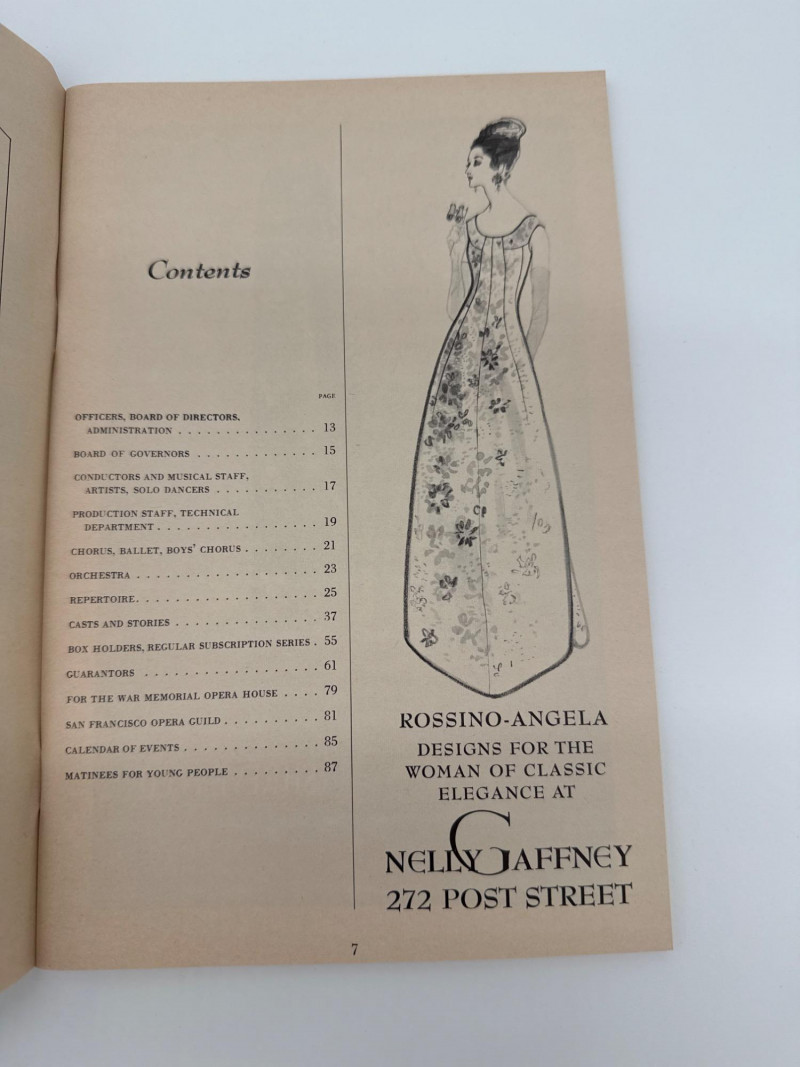 Contents
PAGE
OFFICERS, BOARD OF DIRECTORS,
ADMINISTRATION . . . . . . . . . . . . . . . 13
BOARD OF GOVERNORS . . . . . . . . . . . . . 15
CONDUCTORS AND MUSICAL STAFF,
ARTISTS, SOLO DANCERS . . . . . . . . . . . 17
PRODUCTION STAFF, TECHNICAL
DEPARTMENT . . . . . . . . . . . . . . . . . 19
CHORUS, BALLET, BOYS' CHORUS . . . . . . . . 21
ORCHESTRA . . . . . . . . . . . . . . . . . . 23
REPERTOIRE. . . . . . . . . . . . . . . . . . 25
CASTS AND STORIES . . . . . . . . . . . . . . 37
BOX HOLDERS, REGULAR SUBSCRIPTION SERIES . 55
GUARANTORS . . . . . . . . . . . . . . . . . 61
FOR THE WAR MEMORIAL OPERA HOUSE . . . . 79
SAN FRANCISCO OPERA GUILD . . . . . . . . . . 81
CALENDAR OF EVENTS . . . . . . . . . . . . . . 85
MATINEES FOR YOUNG PEOPLE . . . . . . . . . 87
ROSSINO-ANGELA
DESIGNS FOR THE
WOMAN OF CLASSIC
ELEGANCE AT
NELLY GAFFNEY
272 POST STREET
7